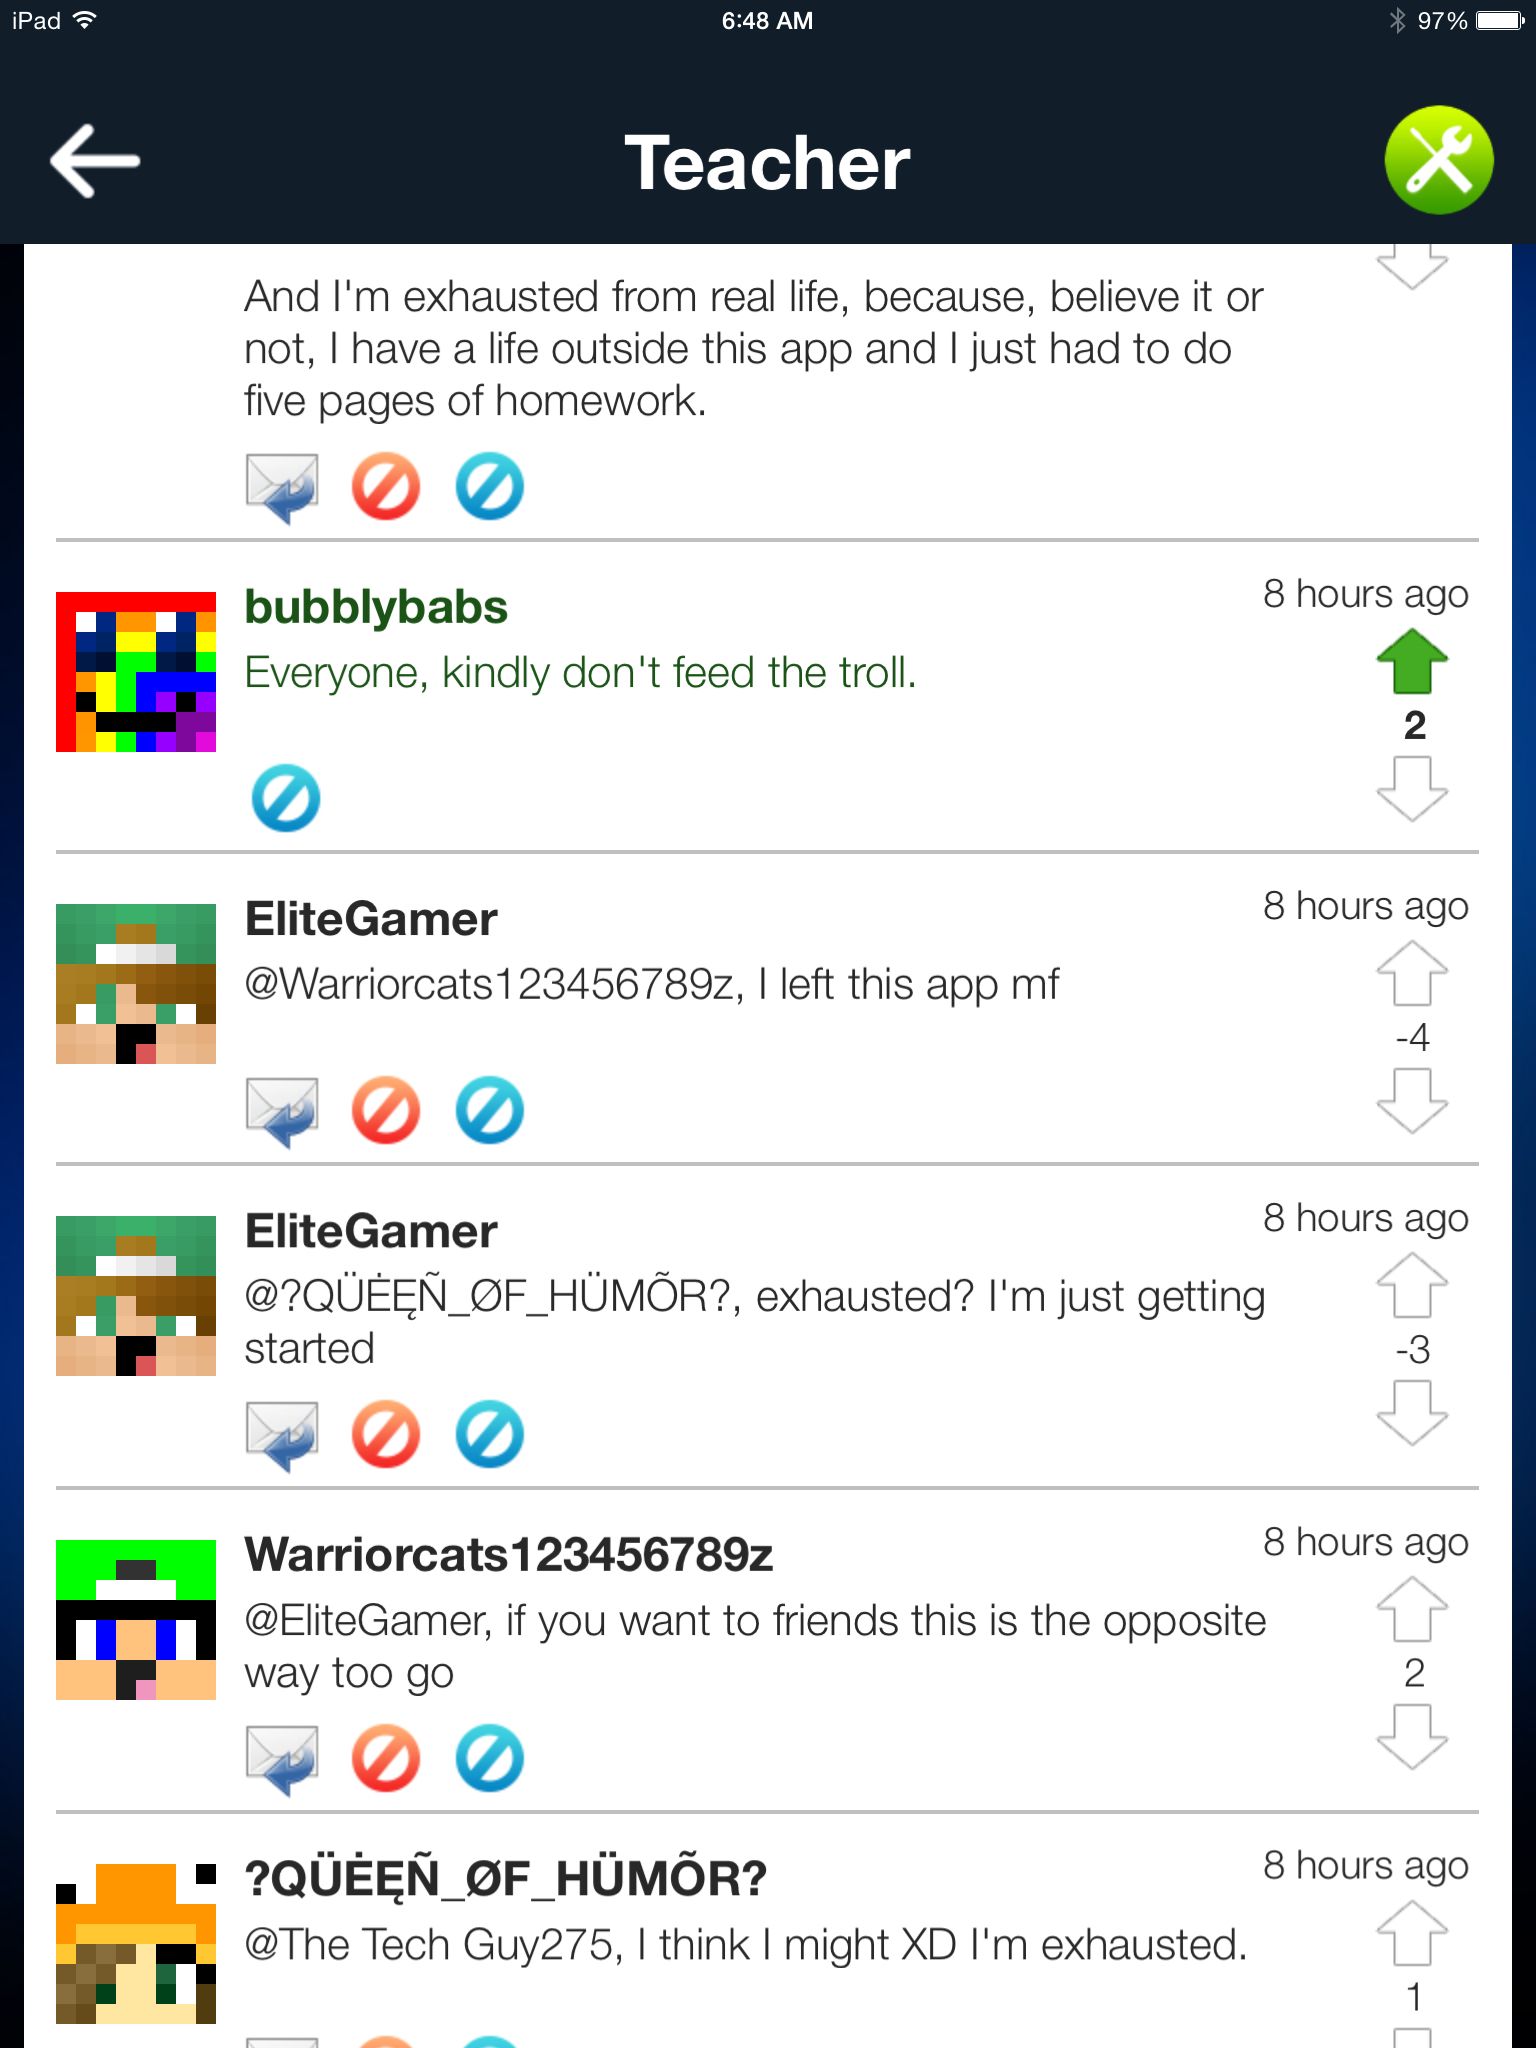 iPad 6:48 AM 97%
Teacher
And I'm exhausted from real life, because, believe it or
not, I have a life outside this app and I just had to do
five pages of homework.
bubblybabs 8 hours ago
Everyone, kindly don't feed the troll.
2
EliteGamer 8 hours ago
@Warriorcats123456789z, I left this app mf
-4
EliteGamer 8 hours ago
@?QÜĖĘÑ_ØF_HÜMÕR?, exhausted? I'm just getting
started
-3
Warriorcats123456789z 8 hours ago
@EliteGamer, if you want to friends this is the opposite
way too go
2
?QÜĖĘÑ_ØF_HÜMÕR? 8 hours ago
@The Tech Guy275, I think I might XD I'm exhausted.
1